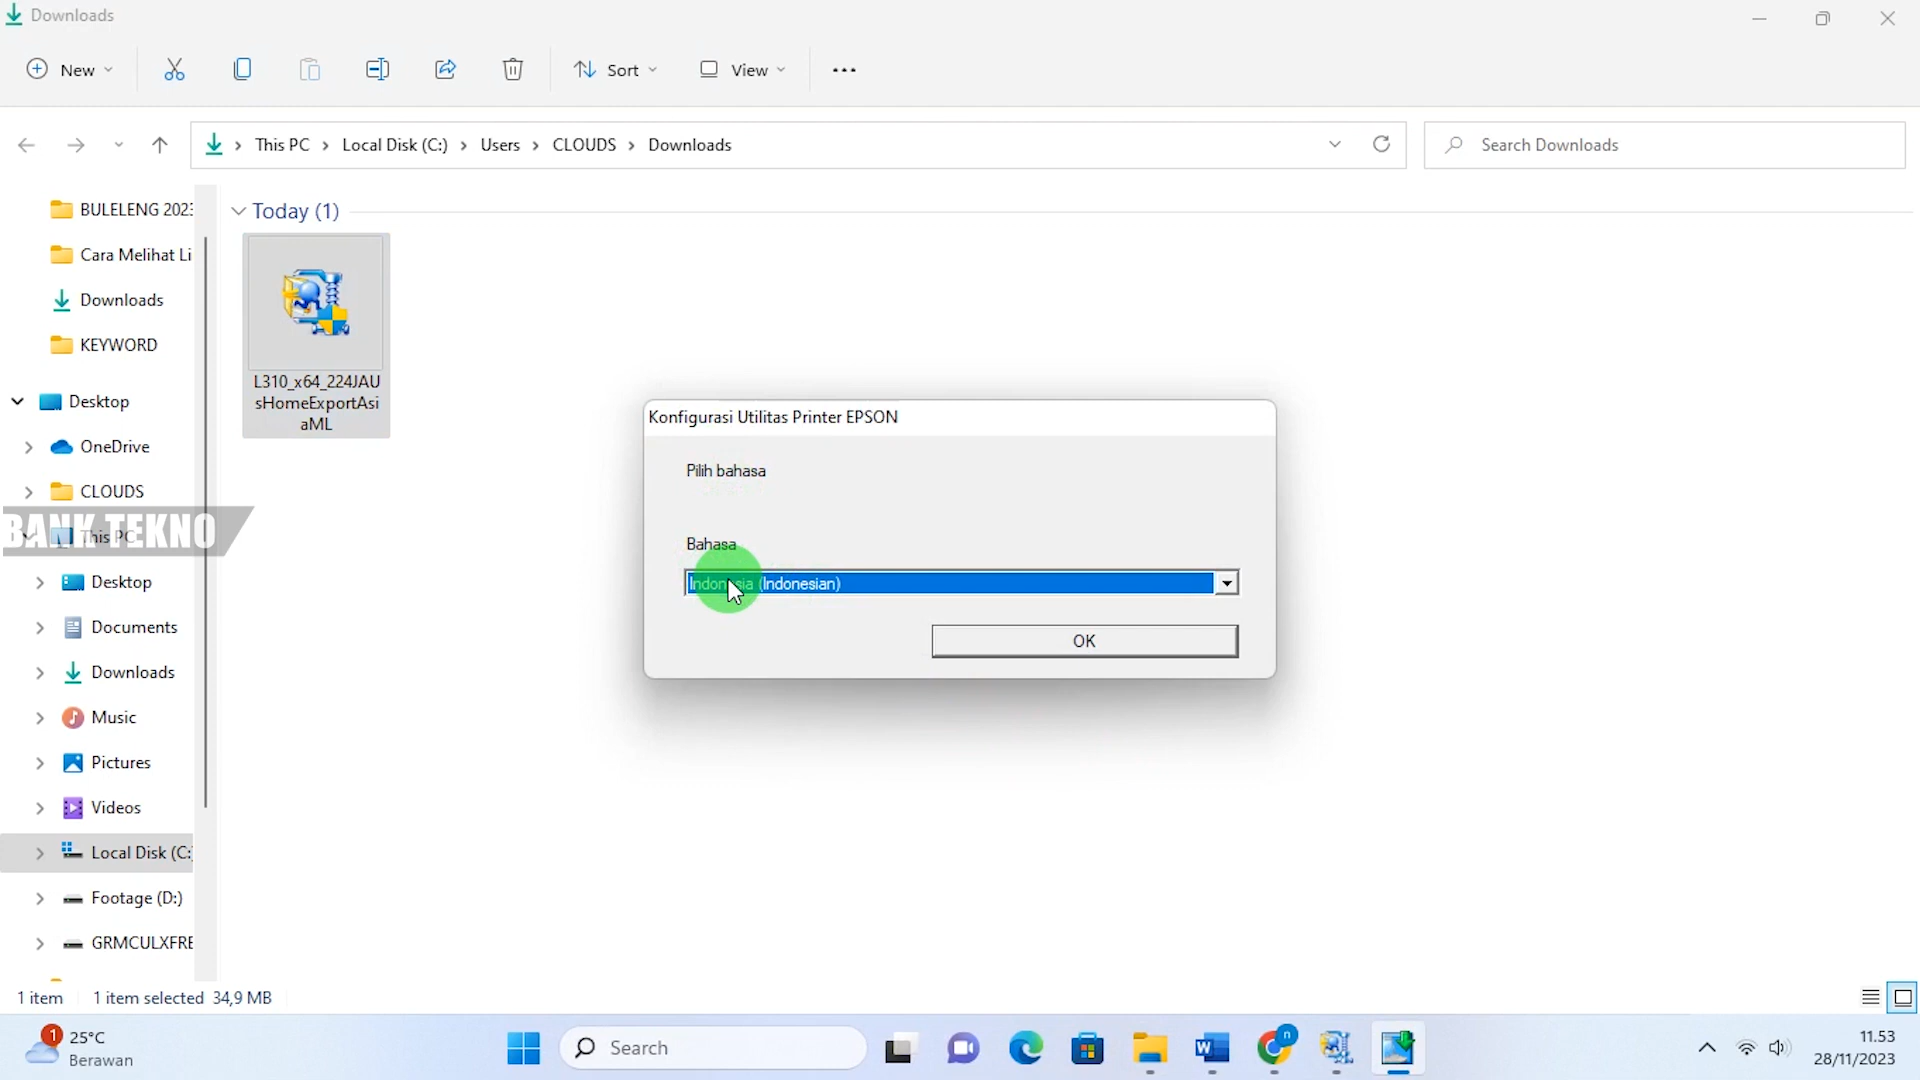 Downloads
New
Sort
View
This PC
Local Disk (C:)
Users
CLOUDS
Downloads
Search Downloads
BULELENG 2023
Cara Melihat Li
Downloads
KEYWORD
Desktop
OneDrive
CLOUDS
This PC
BANK TEKNO
Desktop
Documents
Downloads
Music
Pictures
Videos
Local Disk (C:
Footage (D:)
GRMCULXFRE
Today (1)
L310_x64_224JAU
sHomeExportAsi
aML
Konfigurasi Utilitas Printer EPSON
Pilih bahasa
Bahasa
Indonesia (Indonesian)
OK
1 item
1 item selected 34,9 MB
1
25°C
Berawan
Search
n
11.53
28/11/2023